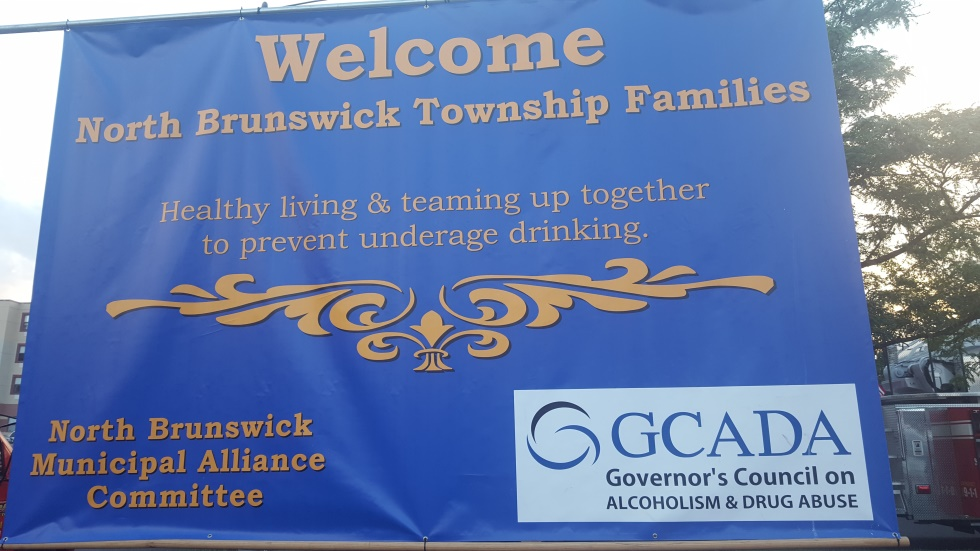 Welcome
North Brunswick Township Families
Healthy living & teaming up together
to prevent underage drinking.
North Brunswick
Municipal Alliance
Committee
GCADA
Governor's Council on
ALCOHOLISM & DRUG ABUSE